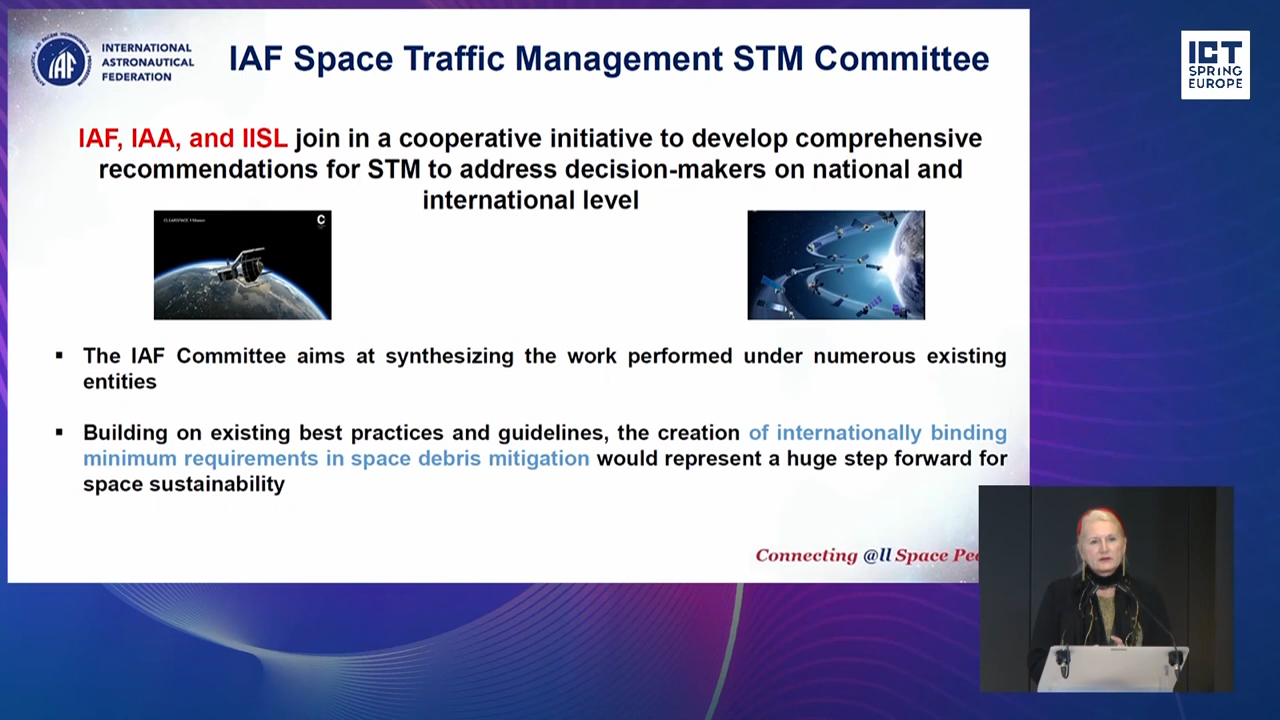 INTERNATIONAL
ASTRONAUTICAL
FEDERATION
IAF
IAF Space Traffic Management STM Committee
ICT
SPRING
EUROPE
IAF, IAA, and IISL join in a cooperative initiative to develop comprehensive
recommendations for STM to address decision-makers on national and
international level
C
▪ The IAF Committee aims at synthesizing the work performed under numerous existing
entities
▪ Building on existing best practices and guidelines, the creation of internationally binding
minimum requirements in space debris mitigation would represent a huge step forward for
space sustainability
Connecting @ll Space